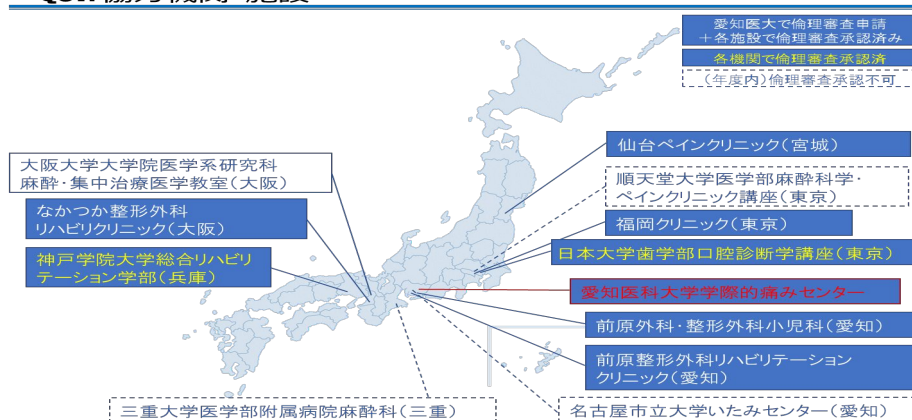 QST協力機関・施設
愛知医大で倫理審査申請
＋各施設で倫理審査承認済み
各機関で倫理審査承認済
(年度内)倫理審査承認不可
大阪大学大学院医学系研究科
麻酔・集中治療医学教室(大阪)
なかつか整形外科
リハビリクリニック(大阪)
神戸学院大学総合リハビリ
テーション学部(兵庫)
仙台ペインクリニック(宮城)
順天堂大学医学部麻酔科学・
ペインクリニック講座(東京)
福岡クリニック(東京)
日本大学歯学部口腔診断学講座(東京)
愛知医科大学学際的痛みセンター
前原外科・整形外科小児科(愛知)
前原整形外科リハビリテーション
クリニック(愛知)
三重大学医学部附属病院麻酔科(三重)
名古屋市立大学いたみセンター(愛知)